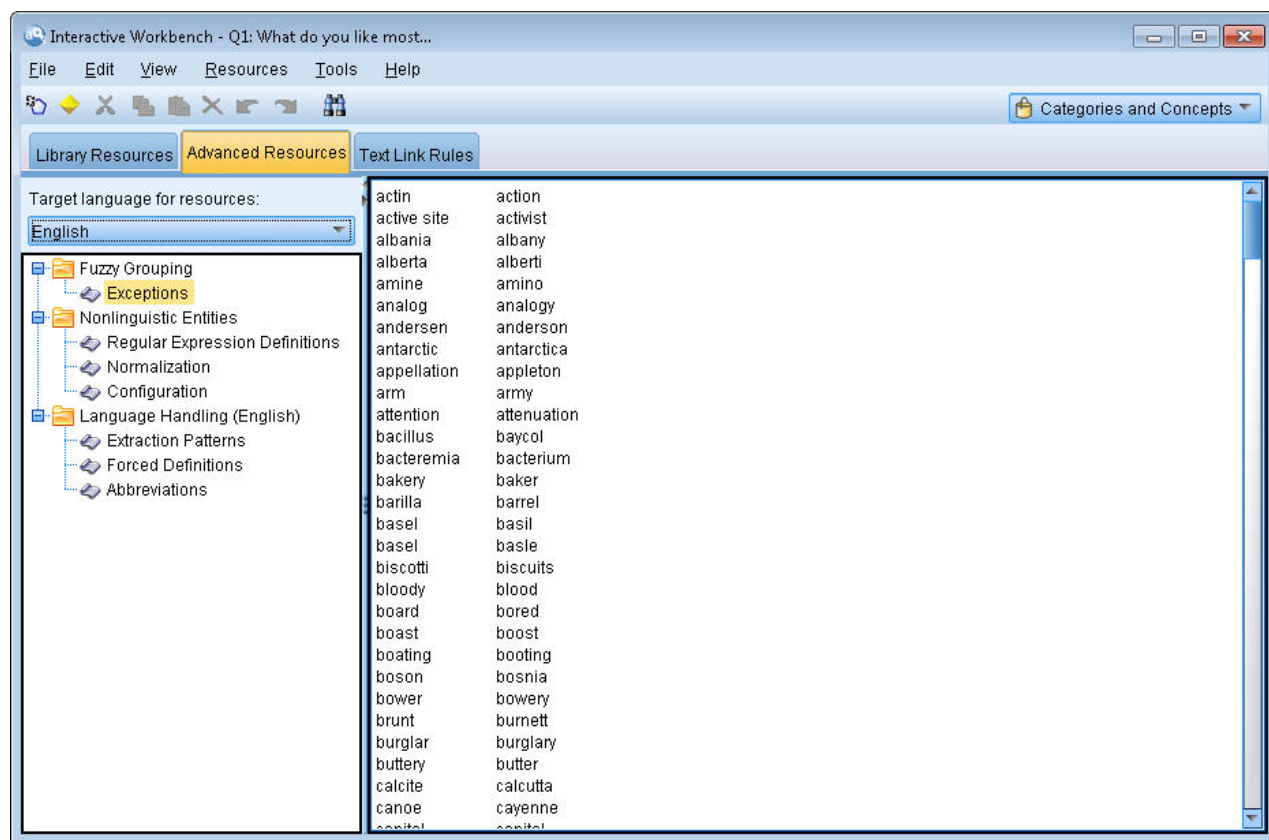 Interactive Workbench - Q1: What do you like most...
File Edit View Resources Tools Help
Categories and Concepts
Library Resources Advanced Resources Text Link Rules
Target language for resources:
English
Fuzzy Grouping
Exceptions
Nonlinguistic Entities
Regular Expression Definitions
Normalization
Configuration
Language Handling (English)
Extraction Patterns
Forced Definitions
Abbreviations
actin action
active site activist
albania albany
alberta alberti
amine amino
analog analogy
andersen anderson
antarctic antarctica
appellation appleton
arm army
attention attenuation
bacillus baycol
bacteremia bacterium
bakery baker
barilla barrel
basel basil
basel basle
biscotti biscuits
bloody blood
board bored
boast boost
boating booting
boson bosnia
bower bowery
brunt burnett
burglar burglary
buttery butter
calcite calcutta
canoe cayenne